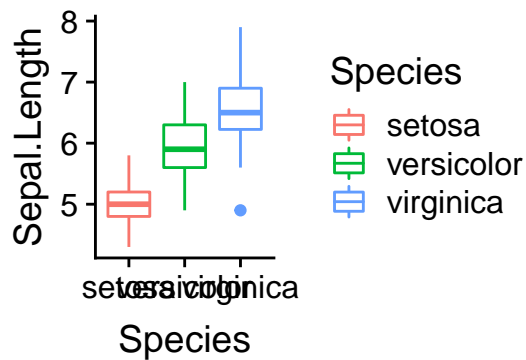 8
7
6
5
Sepal.Length
setosa versicolor virginica
Species
Species
setosa
versicolor
virginica